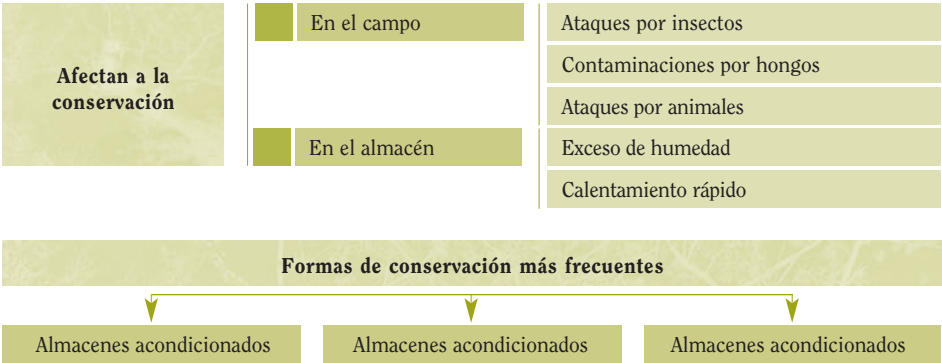 Afectan a la
conservación
En el campo
Ataques por insectos
Contaminaciones por hongos
Ataques por animales
En el almacén
Exceso de humedad
Calentamiento rápido
Formas de conservación más frecuentes
Almacenes acondicionados
Almacenes acondicionados
Almacenes acondicionados